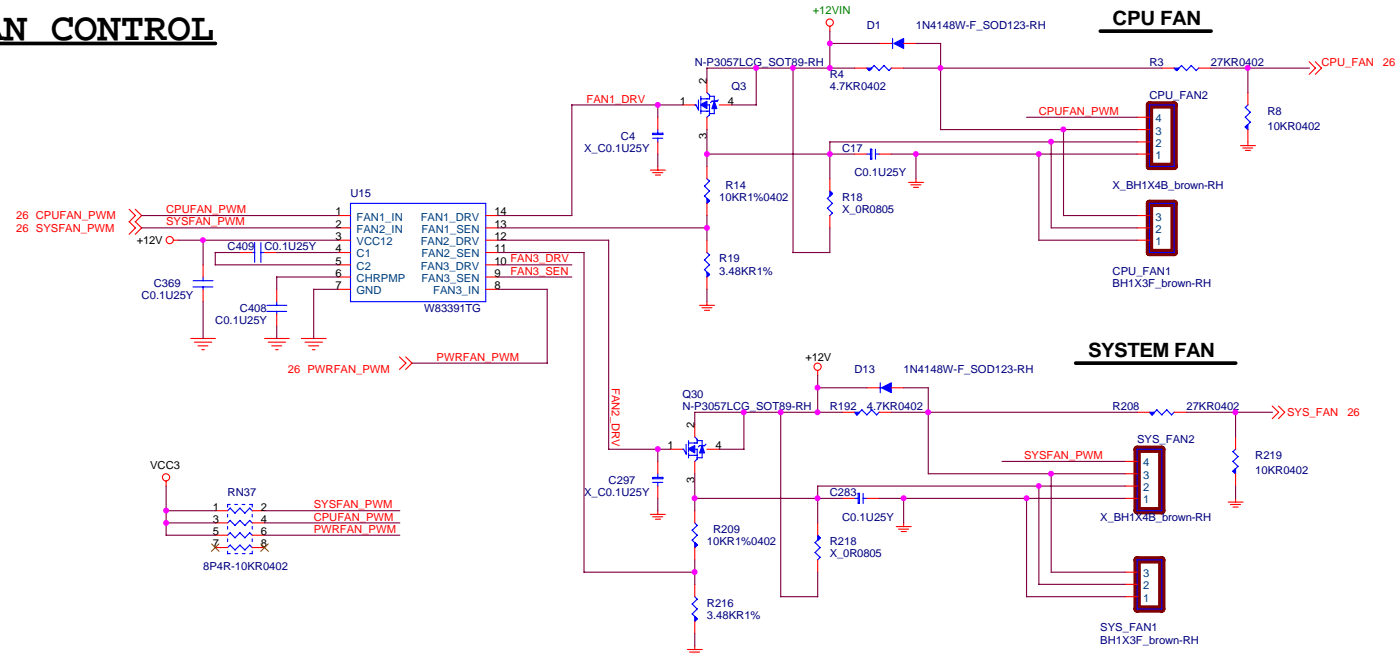 AN CONTROL
+12VIN
D1
1N4148W-F_SOD123-RH
CPU FAN
N-P3057LCG_SOT89-RH
Q3
2
1
4
3
R4
4.7KR0402
R3
27KR0402
CPU_FAN 26
R8
10KR0402
FAN1_DRV
C4
X_C0.1U25Y
CPU_FAN2
CPUFAN_PWM
4
3
2
1
X_BH1X4B_brown-RH
C17
C0.1U25Y
R14
10KR1%0402
R18
X_0R0805
R19
3.48KR1%
3
2
1
CPU_FAN1
BH1X3F_brown-RH
U15
26 CPUFAN_PWM
CPUFAN_PWM
26 SYSFAN_PWM
SYSFAN_PWM
+12V
1 FAN1_IN FAN1_DRV 14
2 FAN2_IN FAN1_SEN 13
3 VCC12 FAN2_DRV 12
4 C1 FAN2_SEN 11
5 C2 FAN3_DRV 10 FAN3_DRV
6 CHRPMP FAN3_SEN 9 FAN3_SEN
7 GND FAN3_IN 8
W83391TG
C409
C0.1U25Y
C369
C0.1U25Y
C408
C0.1U25Y
26 PWRFAN_PWM
PWRFAN_PWM
FAN2_DRV
SYSTEM FAN
+12V
D13
1N4148W-F_SOD123-RH
Q30
N-P3057LCG_SOT89-RH
2
1
4
3
R192
4.7KR0402
R208
27KR0402
SYS_FAN 26
R219
10KR0402
C297
X_C0.1U25Y
SYS_FAN2
SYSFAN_PWM
4
3
2
1
X_BH1X4B_brown-RH
C283
C0.1U25Y
R209
10KR1%0402
R218
X_0R0805
R216
3.48KR1%
3
2
1
SYS_FAN1
BH1X3F_brown-RH
VCC3
RN37
1 2 SYSFAN_PWM
3 4 CPUFAN_PWM
5 6 PWRFAN_PWM
7 8
8P4R-10KR0402